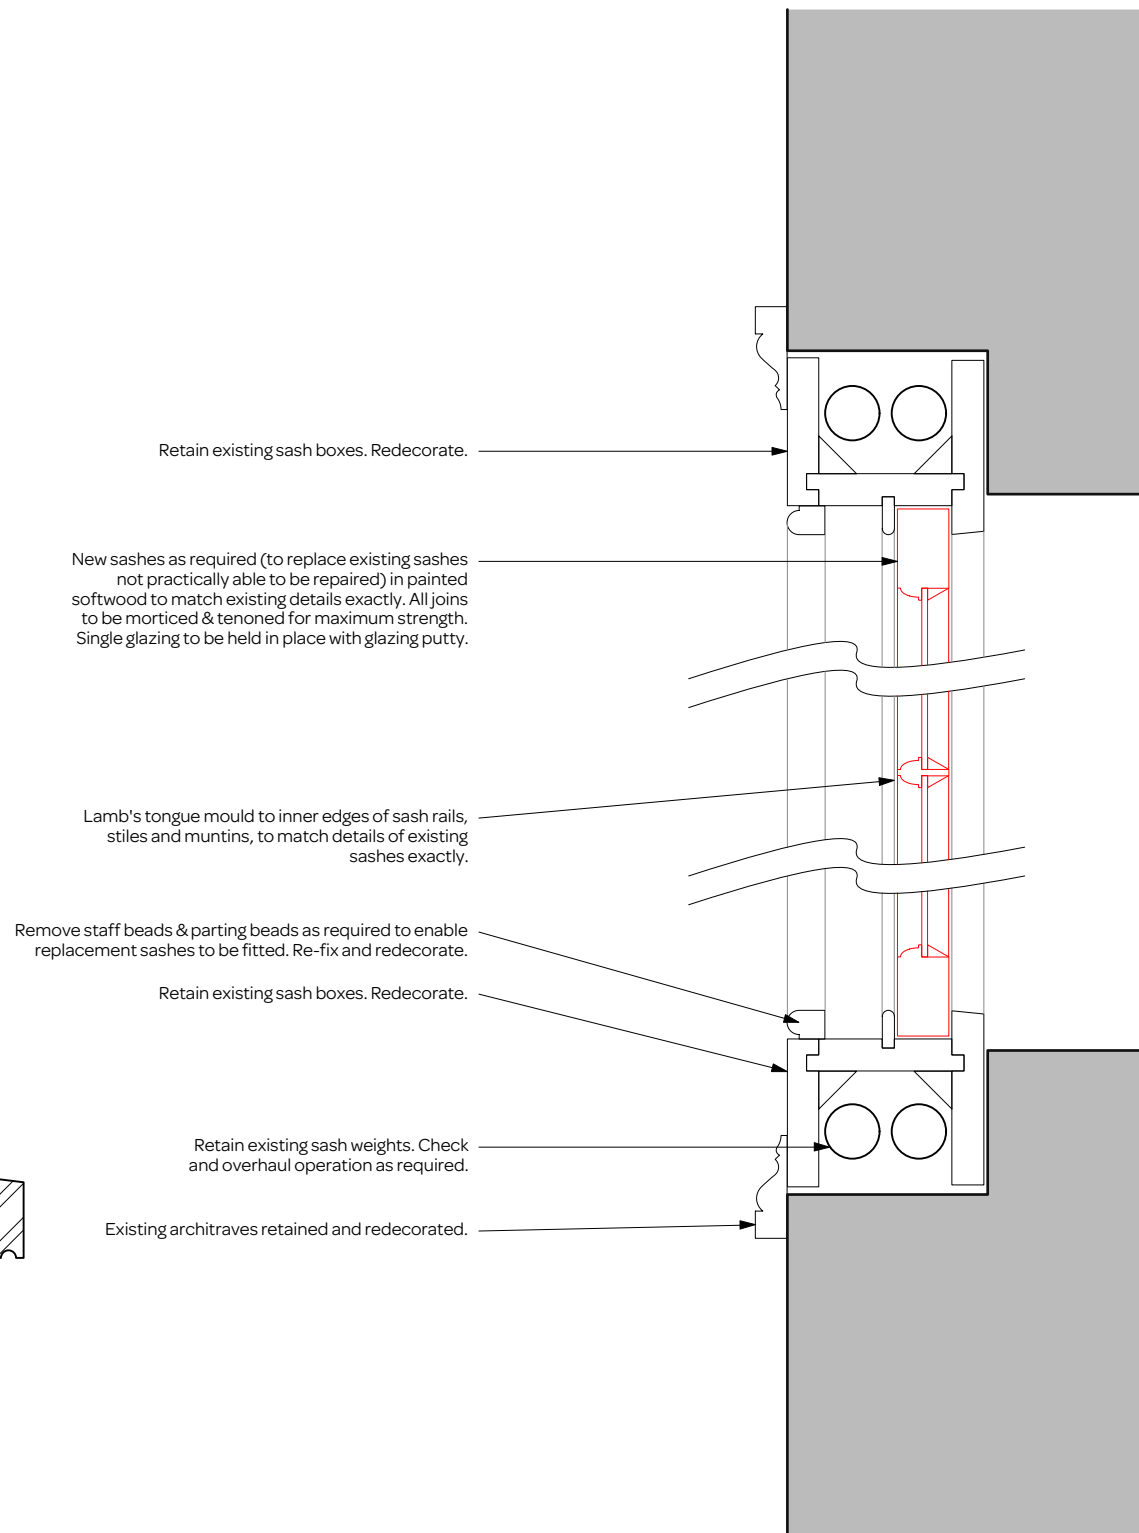 Retain existing sash boxes. Redecorate.
New sashes as required (to replace existing sashes
not practically able to be repaired) in painted
softwood to match existing details exactly. All joins
to be morticed & tenoned for maximum strength.
Single glazing to be held in place with glazing putty.
Lamb's tongue mould to inner edges of sash rails,
stiles and muntins, to match details of existing
sashes exactly.
Remove staff beads & parting beads as required to enable
replacement sashes to be fitted. Re-fix and redecorate.
Retain existing sash boxes. Redecorate.
Retain existing sash weights. Check
and overhaul operation as required.
Existing architraves retained and redecorated.